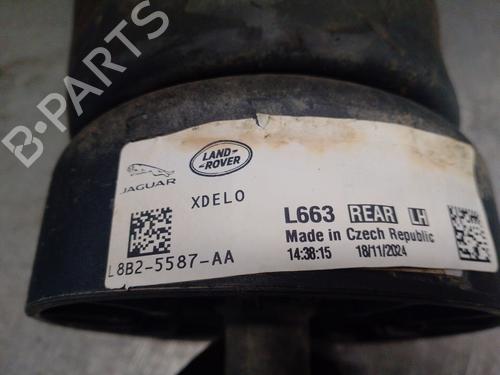 B-PARTS
JAGUAR
LAND-ROVER
XDELO
L663 REAR LH
Made in Czech Republic
14:38:15 18/11/2024
L8B2-5587-AA